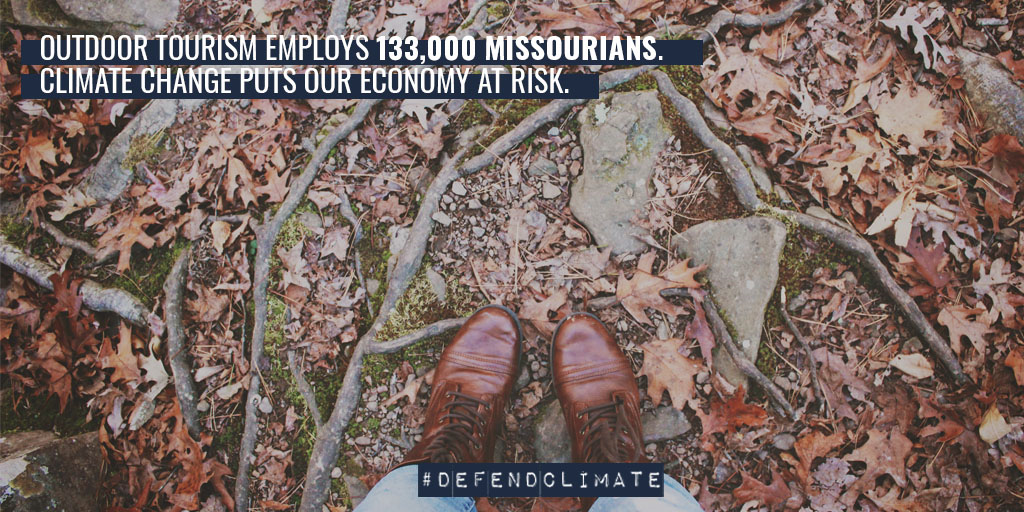 OUTDOOR TOURISM EMPLOYS 133,000 MISSOURIANS.
CLIMATE CHANGE PUTS OUR ECONOMY AT RISK.
#DEFENDCLIMATE